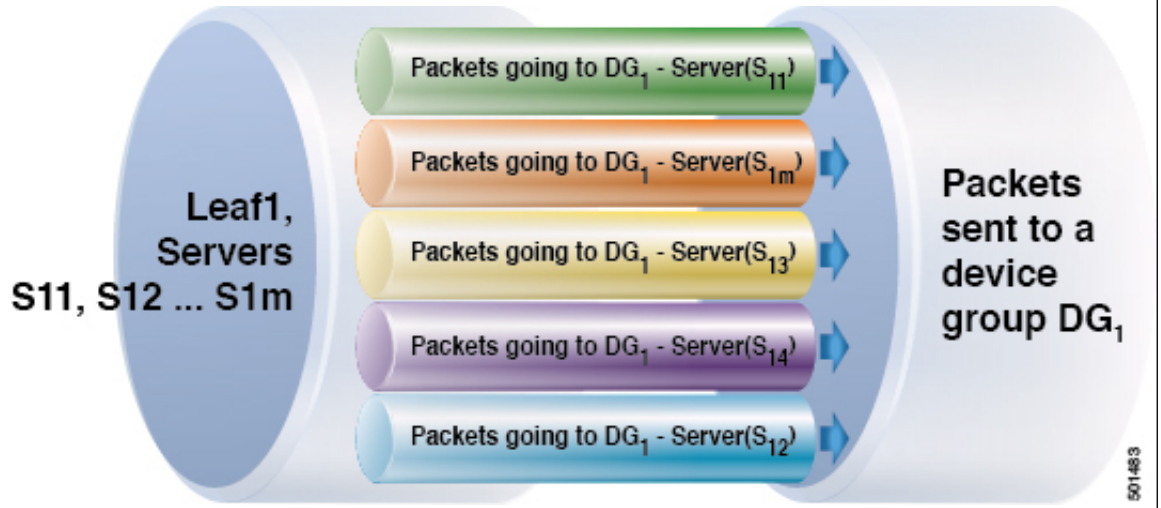 Leaf1,
Servers
S11, S12 ... S1m
Packets going to DG₁ - Server(S₁₁)
Packets going to DG₁ - Server(S₁ₘ)
Packets going to DG₁ - Server(S₁₃)
Packets going to DG₁ - Server(S₁₄)
Packets going to DG₁ - Server(S₁₂)
Packets
sent to a
device
group DG₁
501483